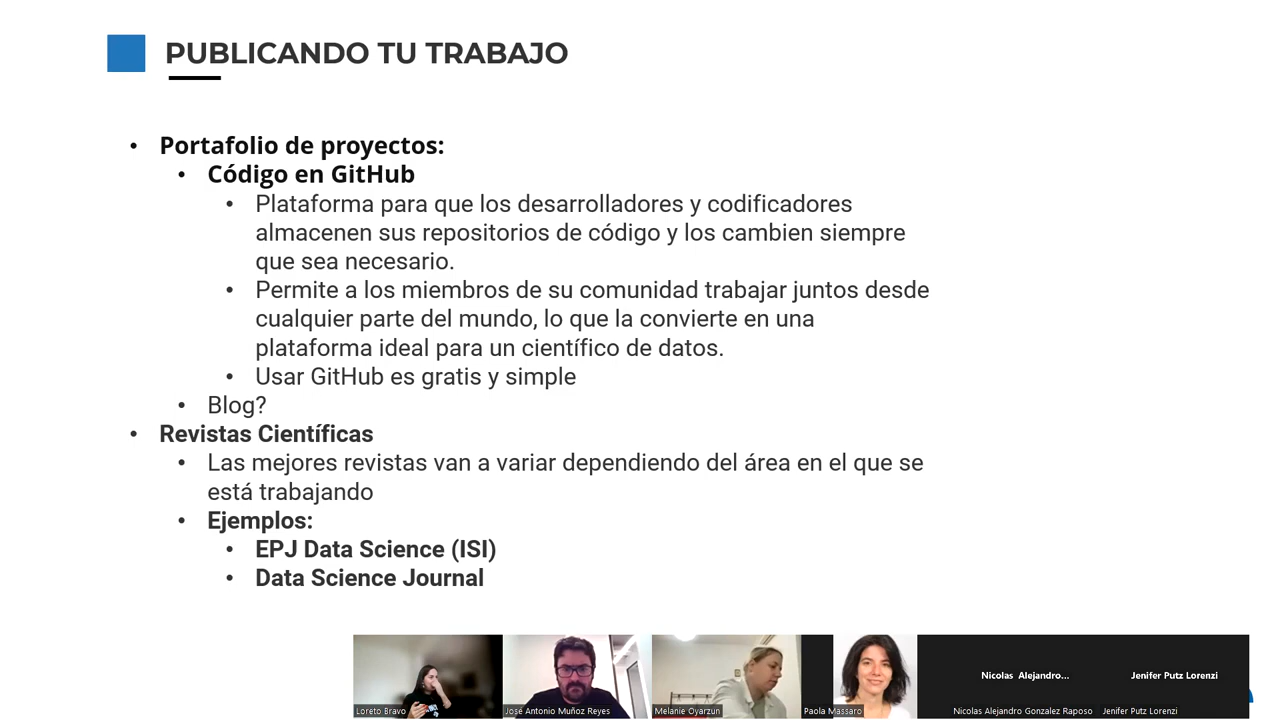 PUBLICANDO TU TRABAJO
• Portafolio de proyectos:
• Código en GitHub
• Plataforma para que los desarrolladores y codificadores
almacenen sus repositorios de código y los cambien siempre
que sea necesario.
• Permite a los miembros de su comunidad trabajar juntos desde
cualquier parte del mundo, lo que la convierte en una
plataforma ideal para un científico de datos.
• Usar GitHub es gratis y simple
• Blog?
• Revistas Científicas
• Las mejores revistas van a variar dependiendo del área en el que se
está trabajando
• Ejemplos:
• EPJ Data Science (ISI)
• Data Science Journal
Nicolas Alejandro...
Jenifer Putz Lorenzi
Loreto Bravo
José Antonio Muñoz Reyes
Melanie Oyarzun
Paola Massaro
Nicolas Alejandro Gonzalez Raposo
Jenifer Putz Lorenzi